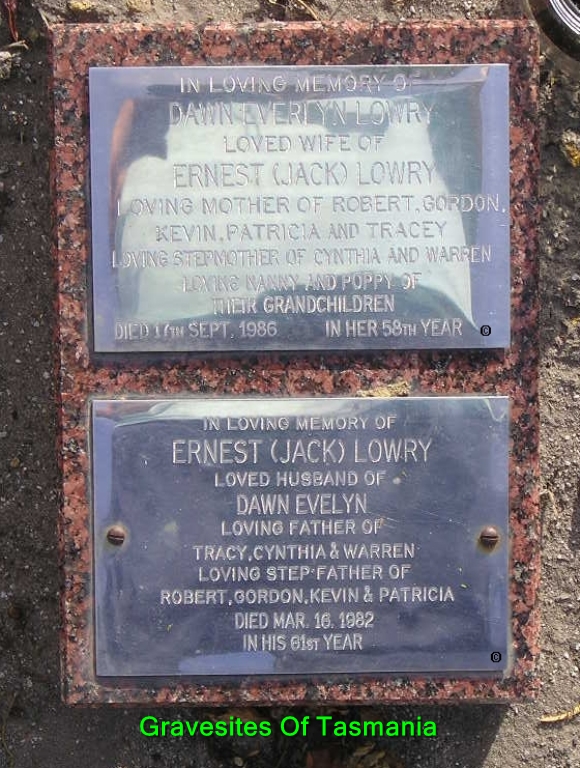 IN LOVING MEMORY OF
DAWN EVERLYN LOWRY
LOVED WIFE OF
ERNEST (JACK) LOWRY
LOVING MOTHER OF ROBERT, GORDON,
KEVIN, PATRICIA AND TRACEY
LOVING STEPMOTHER OF CYNTHIA AND WARREN
LOVING NANNY AND POPPY OF
THEIR GRANDCHILDREN
DIED 17TH SEPT. 1986 IN HER 58TH YEAR ©
IN LOVING MEMORY OF
ERNEST (JACK) LOWRY
LOVED HUSBAND OF
DAWN EVELYN
LOVING FATHER OF
TRACY, CYNTHIA & WARREN
LOVING STEP-FATHER OF
ROBERT, GORDON, KEVIN & PATRICIA
DIED MAR. 16. 1982
IN HIS 61ST YEAR
©
Gravesites Of Tasmania